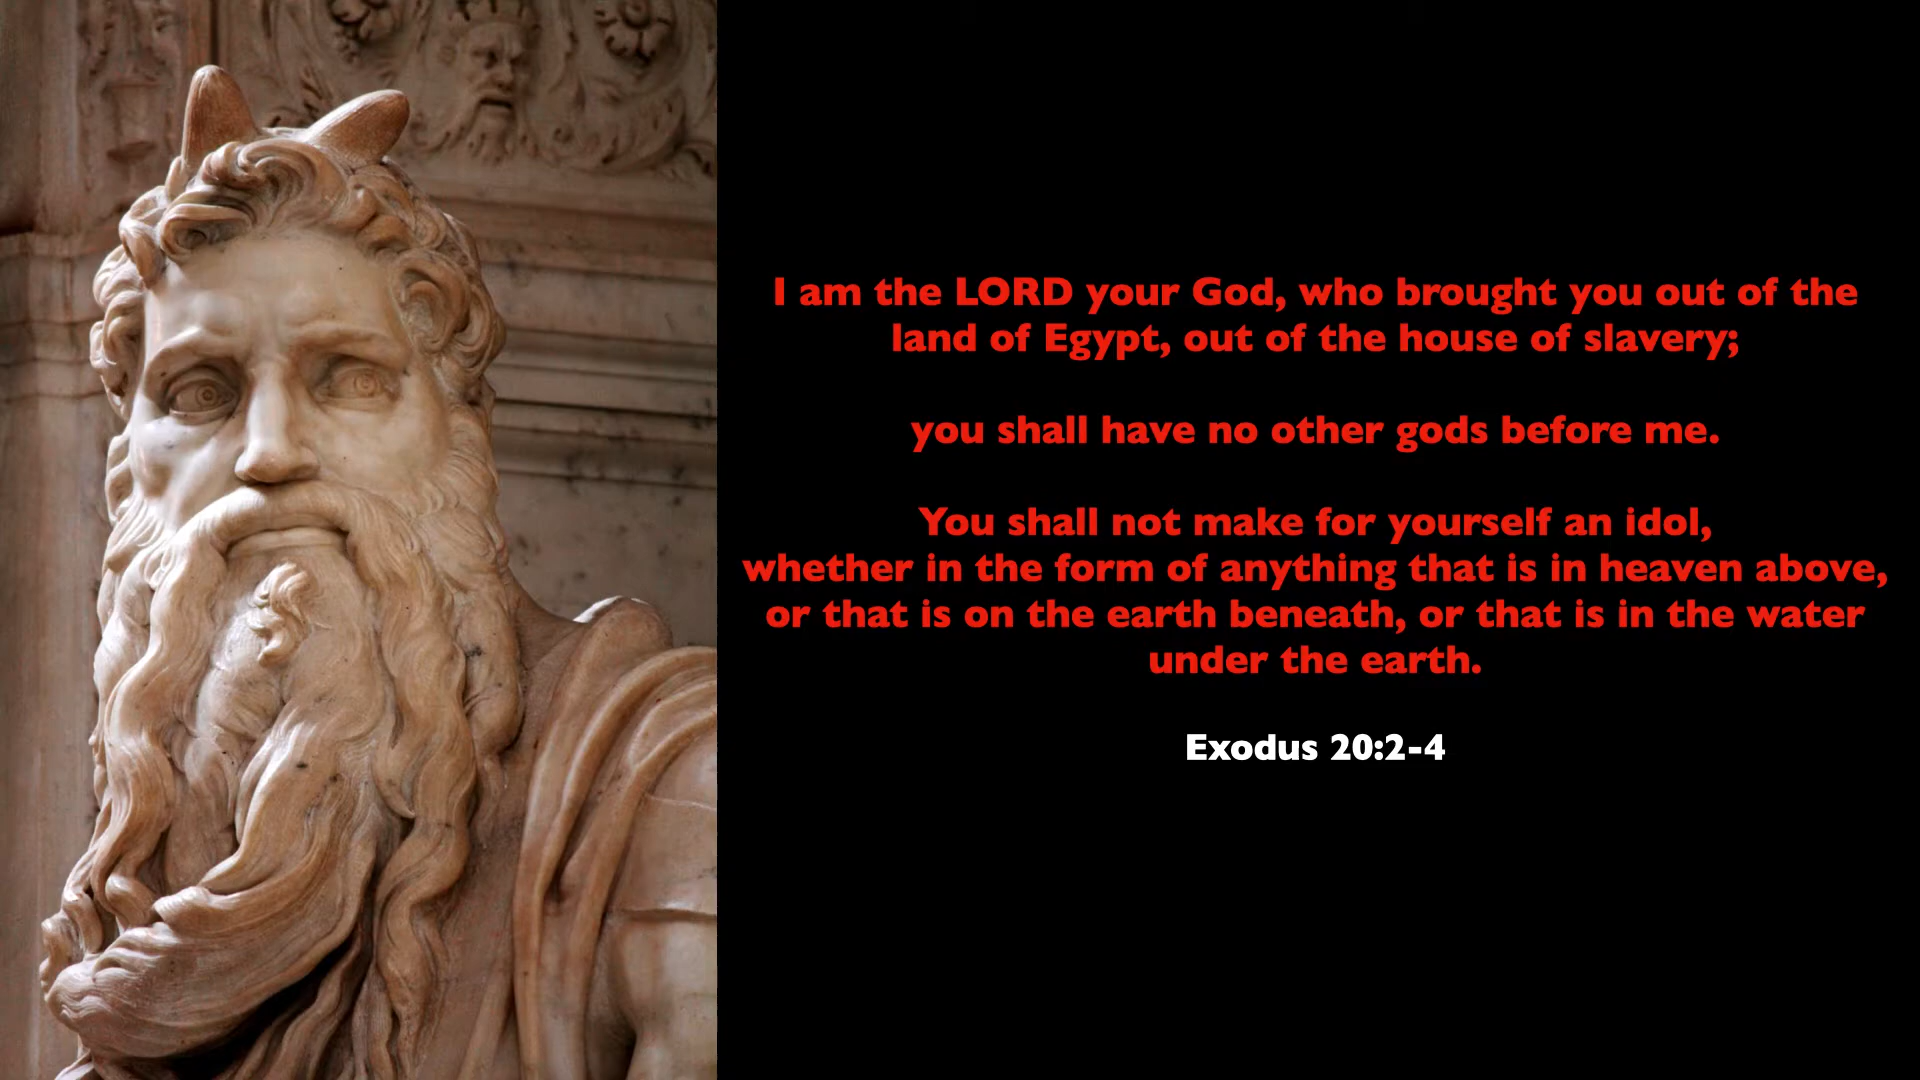 I am the LORD your God, who brought you out of the
land of Egypt, out of the house of slavery;
you shall have no other gods before me.
You shall not make for yourself an idol,
whether in the form of anything that is in heaven above,
or that is on the earth beneath, or that is in the water
under the earth.
Exodus 20:2-4